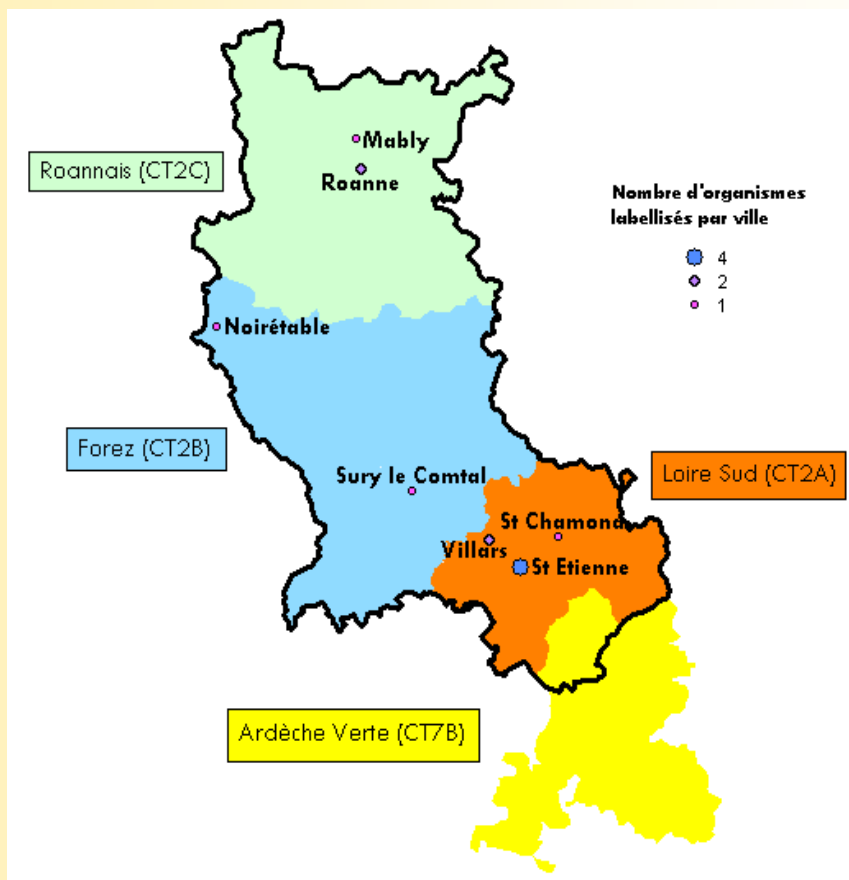 Mably
Roannais (CT2C)
Roanne
Nombre d'organismes
labellisés par ville
4
2
1
Noirétable
Forez (CT2B)
Sury le Comtal
Loire Sud (CT2A)
St Chamond
Villars
St Etienne
Ardèche Verte (CT7B)